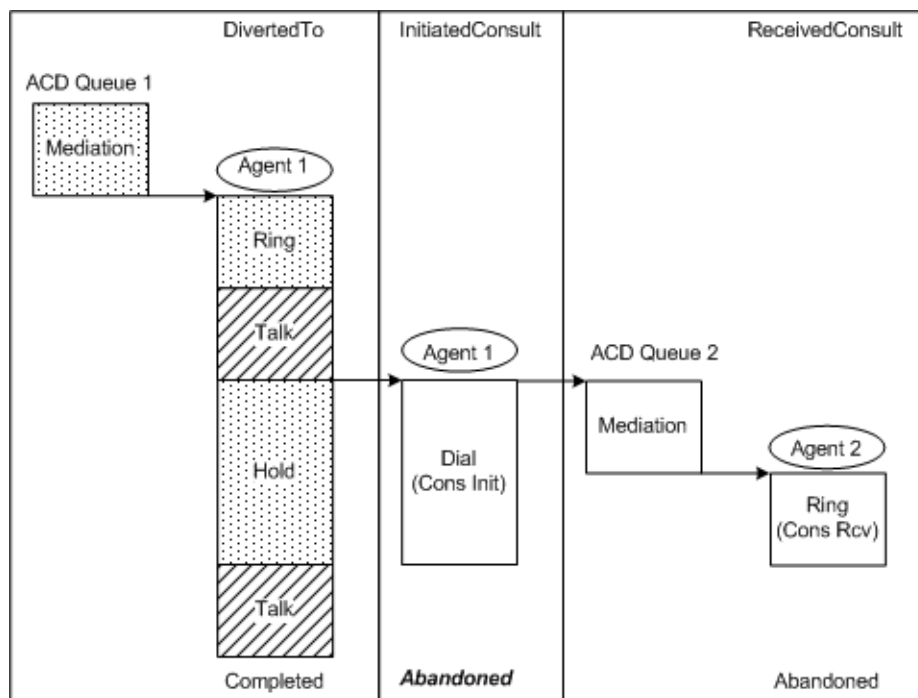 DivertedTo
InitiatedConsult
ReceivedConsult
ACD Queue 1
Mediation
Agent 1
Ring
Talk
Agent 1
ACD Queue 2
Hold
Dial
(Cons Init)
Mediation
Agent 2
Ring
(Cons Rcv)
Talk
Completed
Abandoned
Abandoned